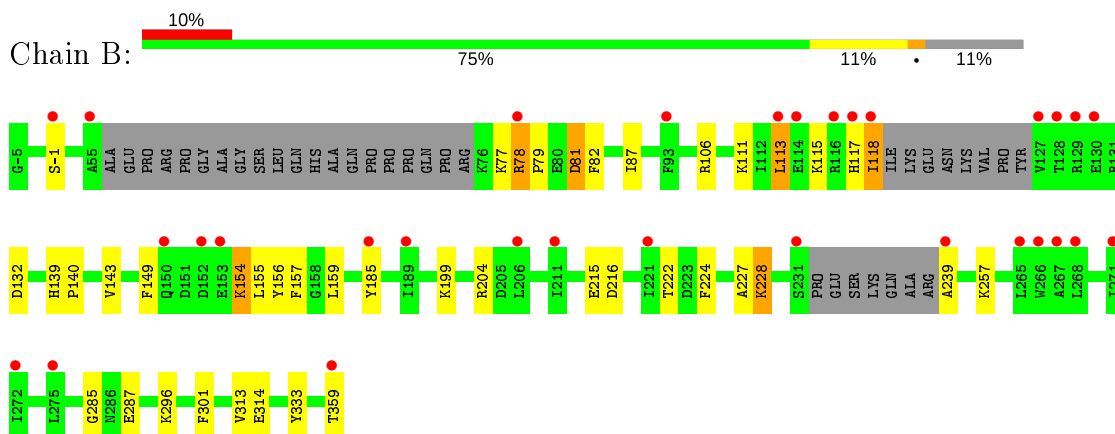 10%
Chain B:
75% 11% • 11%
G-5 S-1 A55 ALA GLU PRO ARG PRO GLY ALA GLY SER LEU GLN HIS ALA GLN PRO PRO PRO GLN PRO ARG K76 K77 R78 P79 E80 D81 F82 I87 F93 R106 K111 I112 L113 E114 K115 R116 H117 I118 ILE LYS GLU ASN LYS VAL PRO TYR V127 T128 R129 E130 R131
D132 H139 P140 V143 F149 Q150 D151 D152 E153 K154 L155 Y156 F157 G158 L159 Y185 I189 K199 R204 D205 L206 I211 E215 D216 I221 T222 D223 F224 A227 K228 S231 PRO GLU SER LYS GLN ALA ARG A239 K257 L265 W266 A267 L268 I271
I272 L275 G285 N286 E287 K296 F301 V313 E314 Y333 T359